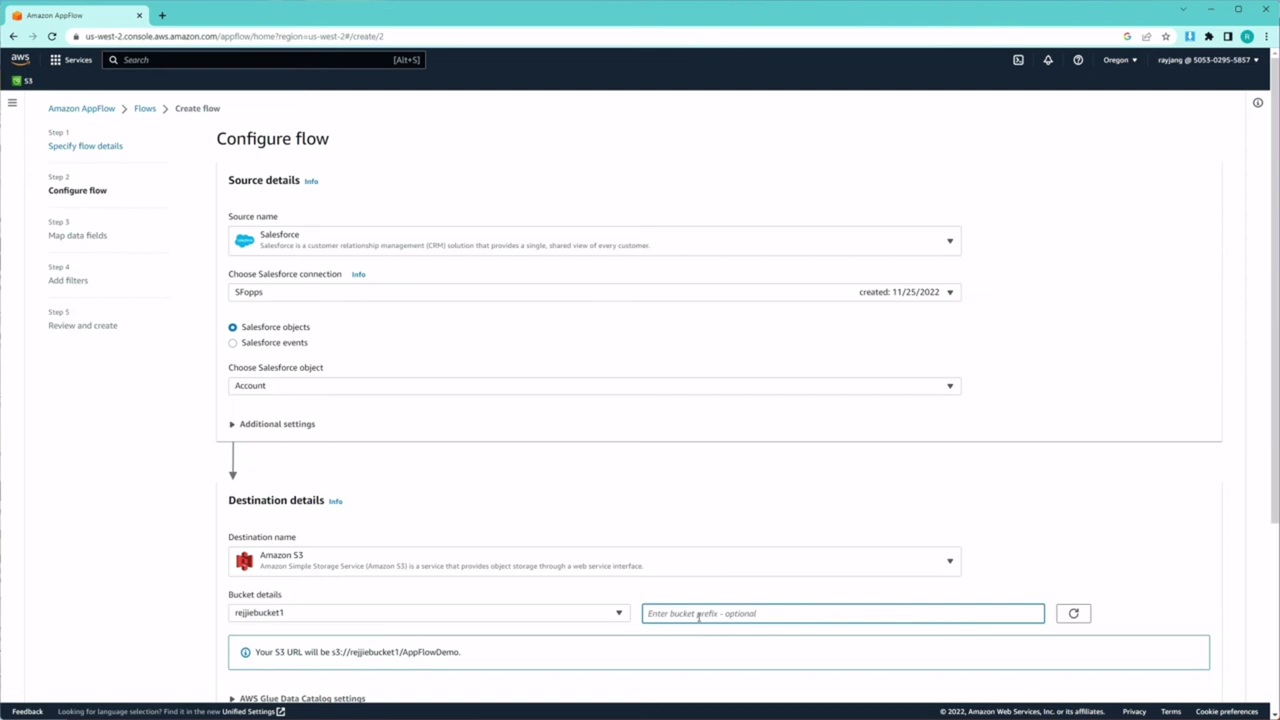 Amazon AppFlow
us-west-2.console.aws.amazon.com/appflow/home?region=us-west-2#/create/2
R
aws
Services
Search
[Alt+S]
Oregon
rayjang @ 5053-0295-5857
S3
Amazon AppFlow
Flows
Create flow
Step 1
Specify flow details
Step 2
Configure flow
Step 3
Map data fields
Step 4
Add filters
Step 5
Review and create
Configure flow
Source details Info
Source name
Salesforce
Salesforce is a customer relationship management (CRM) solution that provides a single, shared view of every customer.
Choose Salesforce connection Info
SFopps created: 11/25/2022
Salesforce objects
Salesforce events
Choose Salesforce object
Account
Additional settings
Destination details Info
Destination name
Amazon S3
Amazon Simple Storage Service (Amazon S3) is a service that provides object storage through a web service interface.
Bucket details
rejjiebucket1
Enter bucket prefix - optional
Your S3 URL will be s3://rejjiebucket1/AppFlowDemo.
AWS Glue Data Catalog settings
Feedback Looking for language selection? Find it in the new Unified Settings © 2022, Amazon Web Services, Inc. or its affiliates. Privacy Terms Cookie preferences